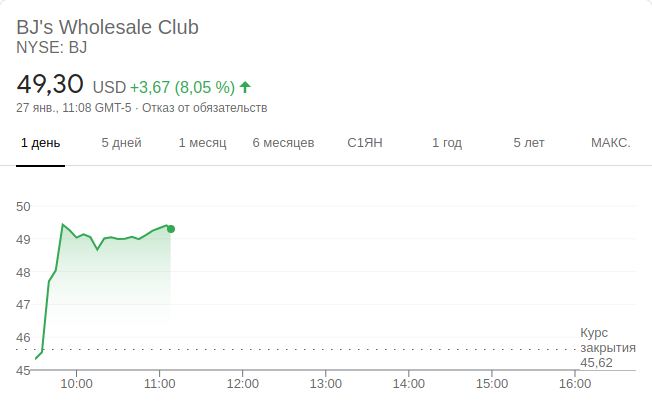 BJ's Wholesale Club
NYSE: BJ
49,30 USD +3,67 (8,05 %)
27 янв., 11:08 GMT-5 · Отказ от обязательств
1 день 5 дней 1 месяц 6 месяцев С1ЯН 1 год 5 лет МАКС.
50
49
48
47
46
45
Курс
закрытия
45,62
10:00 11:00 12:00 13:00 14:00 15:00 16:00